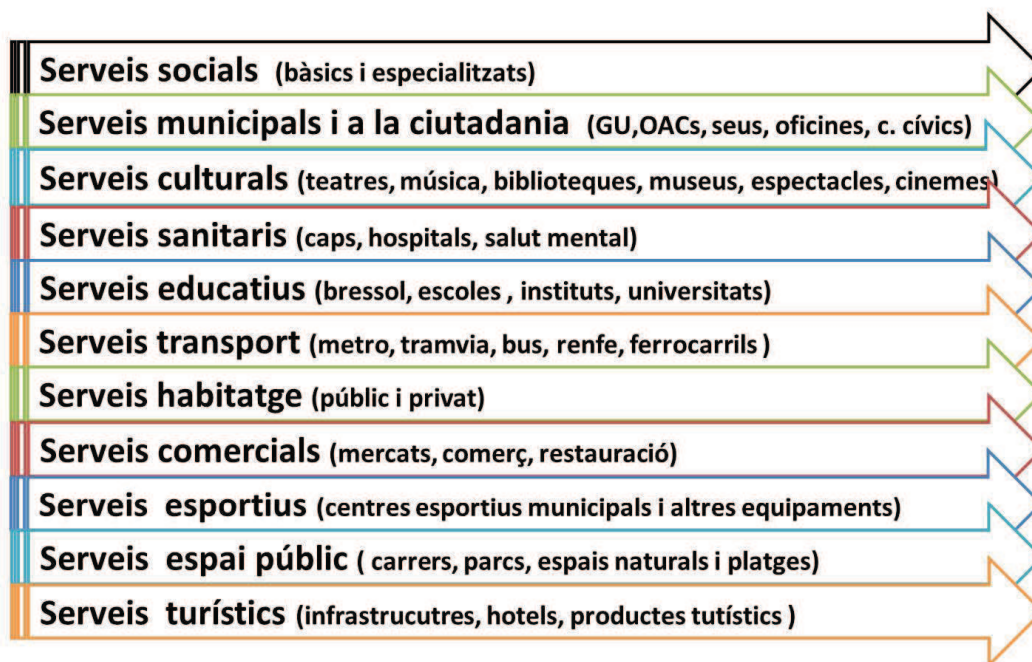 Serveis socials (bàsics i especialitzats)
Serveis municipals i a la ciutadania (GU,OACs, seus, oficines, c. cívics)
Serveis culturals (teatres, música, biblioteques, museus, espectacles, cinemes)
Serveis sanitaris (caps, hospitals, salut mental)
Serveis educatius (bressol, escoles , instituts, universitats)
Serveis transport (metro, tramvia, bus, renfe, ferrocarrils )
Serveis habitatge (públic i privat)
Serveis comercials (mercats, comerç, restauració)
Serveis esportius (centres esportius municipals i altres equipaments)
Serveis espai públic ( carrers, parcs, espais naturals i platges)
Serveis turístics (infrastrucutres, hotels, productes tutístics )